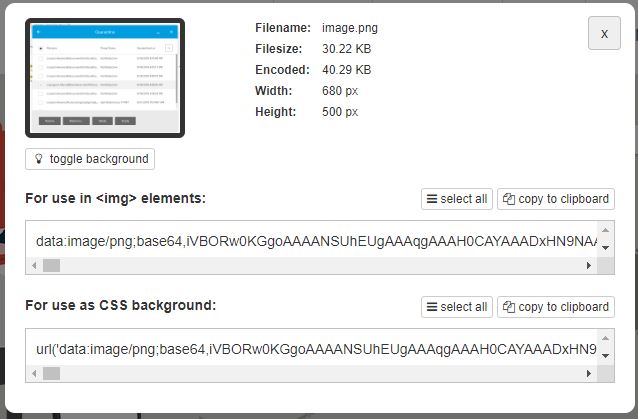 Quarantine
Filename: image.png
x
Filesize: 30.22 KB
Encoded: 40.29 KB
Width: 680 px
Height: 500 px
toggle background
For use in <img> elements:
select all
copy to clipboard
data:image/png;base64,iVBORw0KGgoAAAANSUhEUgAAAqgAAAH0CAYAAADxHN9NAA
For use as CSS background:
select all
copy to clipboard
url('data:image/png;base64,iVBORw0KGgoAAAANSUhEUgAAAqgAAAH0CAYAAADxHN9